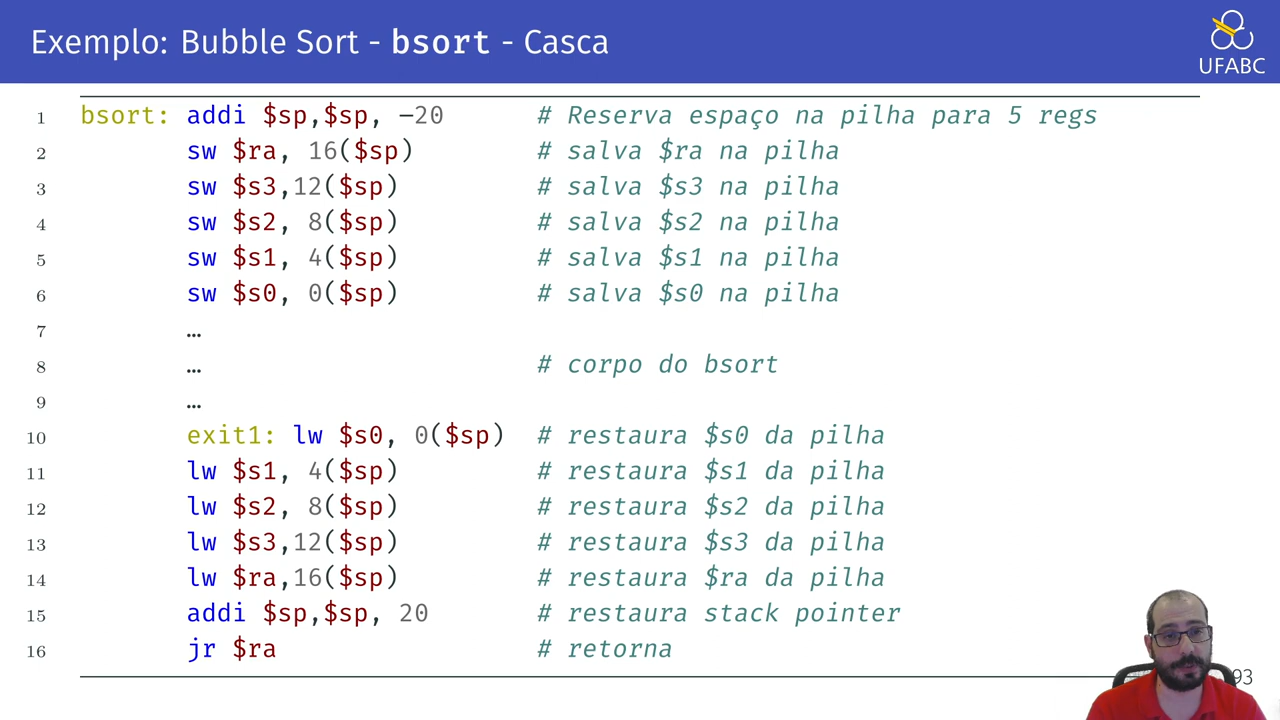 Exemplo: Bubble Sort - bsort - Casca
UFABC
1 bsort: addi $sp,$sp, −20 # Reserva espaço na pilha para 5 regs
2 sw $ra, 16($sp) # salva $ra na pilha
3 sw $s3,12($sp) # salva $s3 na pilha
4 sw $s2, 8($sp) # salva $s2 na pilha
5 sw $s1, 4($sp) # salva $s1 na pilha
6 sw $s0, 0($sp) # salva $s0 na pilha
7 …
8 … # corpo do bsort
9 …
10 exit1: lw $s0, 0($sp) # restaura $s0 da pilha
11 lw $s1, 4($sp) # restaura $s1 da pilha
12 lw $s2, 8($sp) # restaura $s2 da pilha
13 lw $s3,12($sp) # restaura $s3 da pilha
14 lw $ra,16($sp) # restaura $ra da pilha
15 addi $sp,$sp, 20 # restaura stack pointer
16 jr $ra # retorna
93